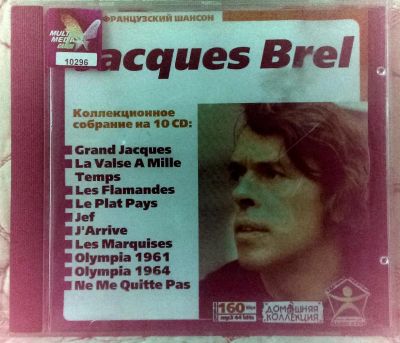 ФРАНЦУЗСКИЙ ШАНСОН
MULTI
MEDIA
10296
Jacques Brel
Коллекционное
собрание на 10 CD:
Grand Jacques
La Valse A Mille
Temps
Les Flamandes
Le Plat Pays
Jef
J'Arrive
Les Marquises
Olympia 1961
Olympia 1964
Ne Me Quitte Pas
160
mp3
ДОМАШНЯЯ
КОЛЛЕКЦИЯ